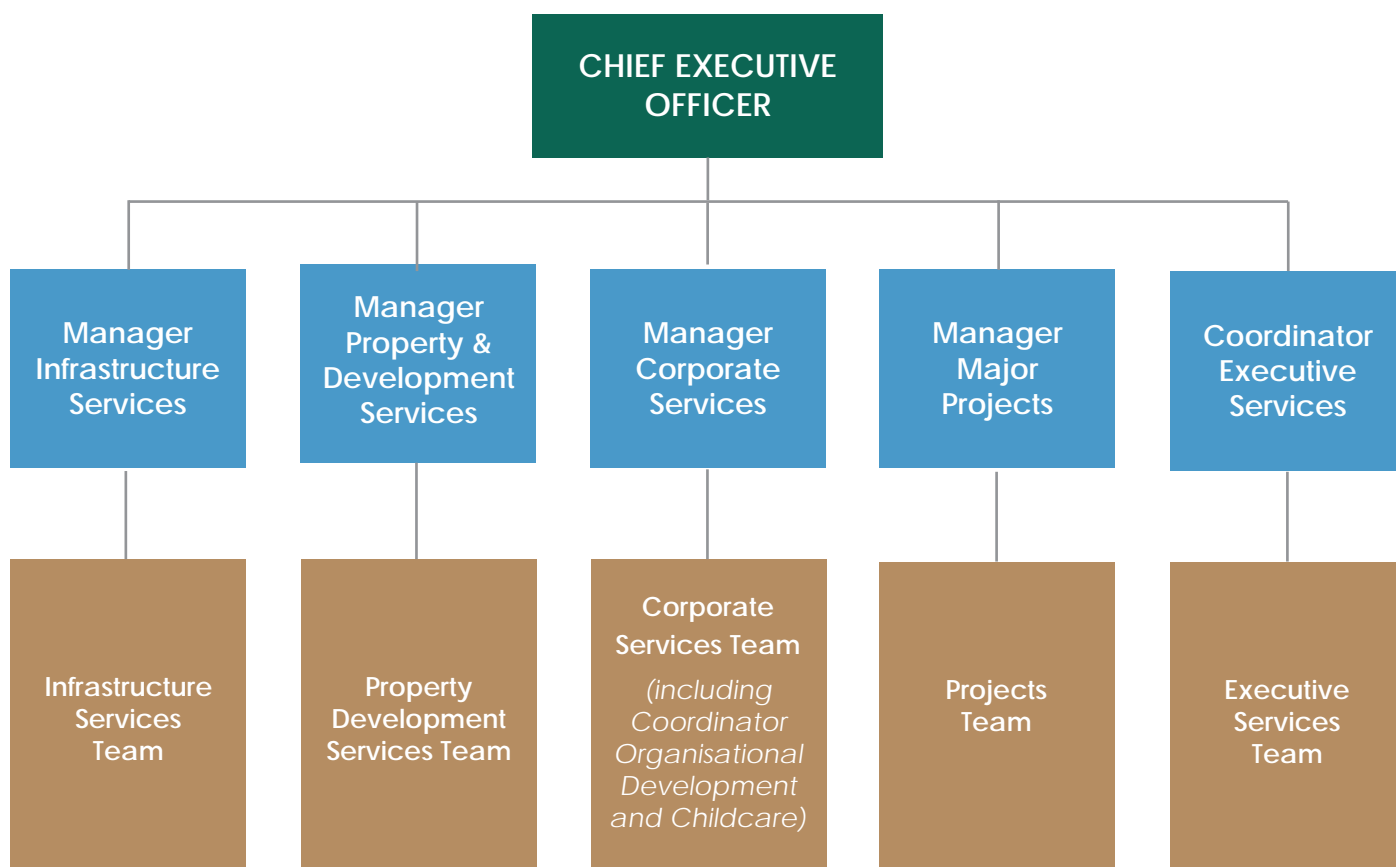 CHIEF EXECUTIVE
OFFICER
Manager
Infrastructure
Services
Manager
Property &
Development
Services
Manager
Corporate
Services
Manager
Major
Projects
Coordinator
Executive
Services
Infrastructure
Services
Team
Property
Development
Services Team
Corporate
Services Team
(including
Coordinator
Organisational
Development
and Childcare)
Projects
Team
Executive
Services
Team